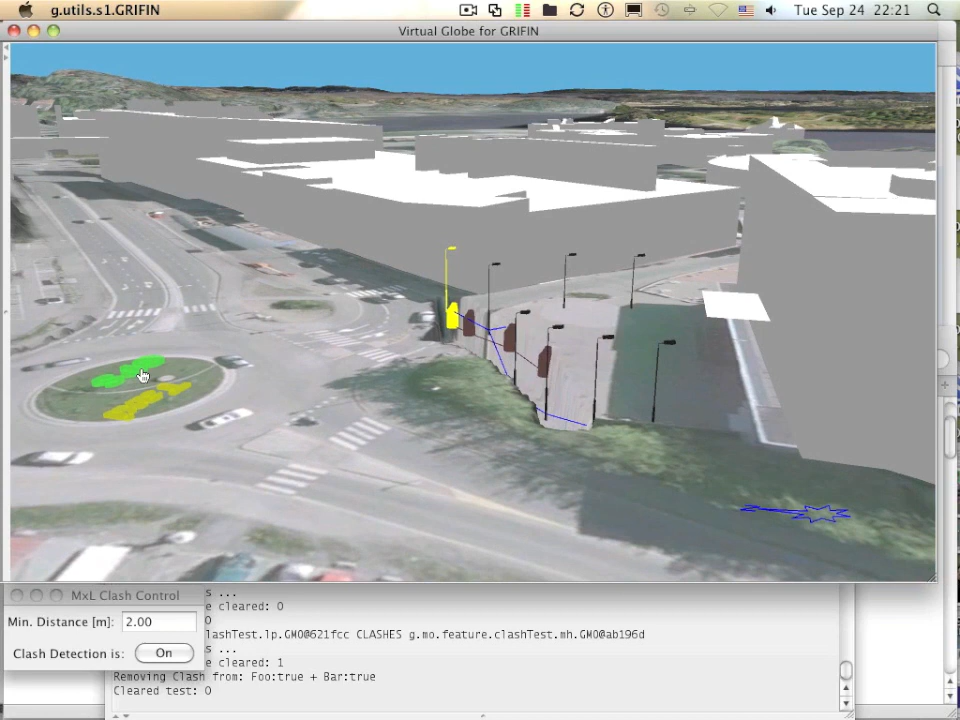 g.utils.s1.GRIFIN
Tue Sep 24 22:21
Virtual Globe for GRIFIN
MxL Clash Control
Min. Distance [m]: 2.00
Clash Detection is: On
s ...
e cleared: 0
0
lashTest.lp.GMO@621fcc CLASHES g.mo.feature.clashTest.mh.GMO@ab196d
s ...
e cleared: 1
Removing Clash from: Foo:true + Bar:true
Cleared test: 0